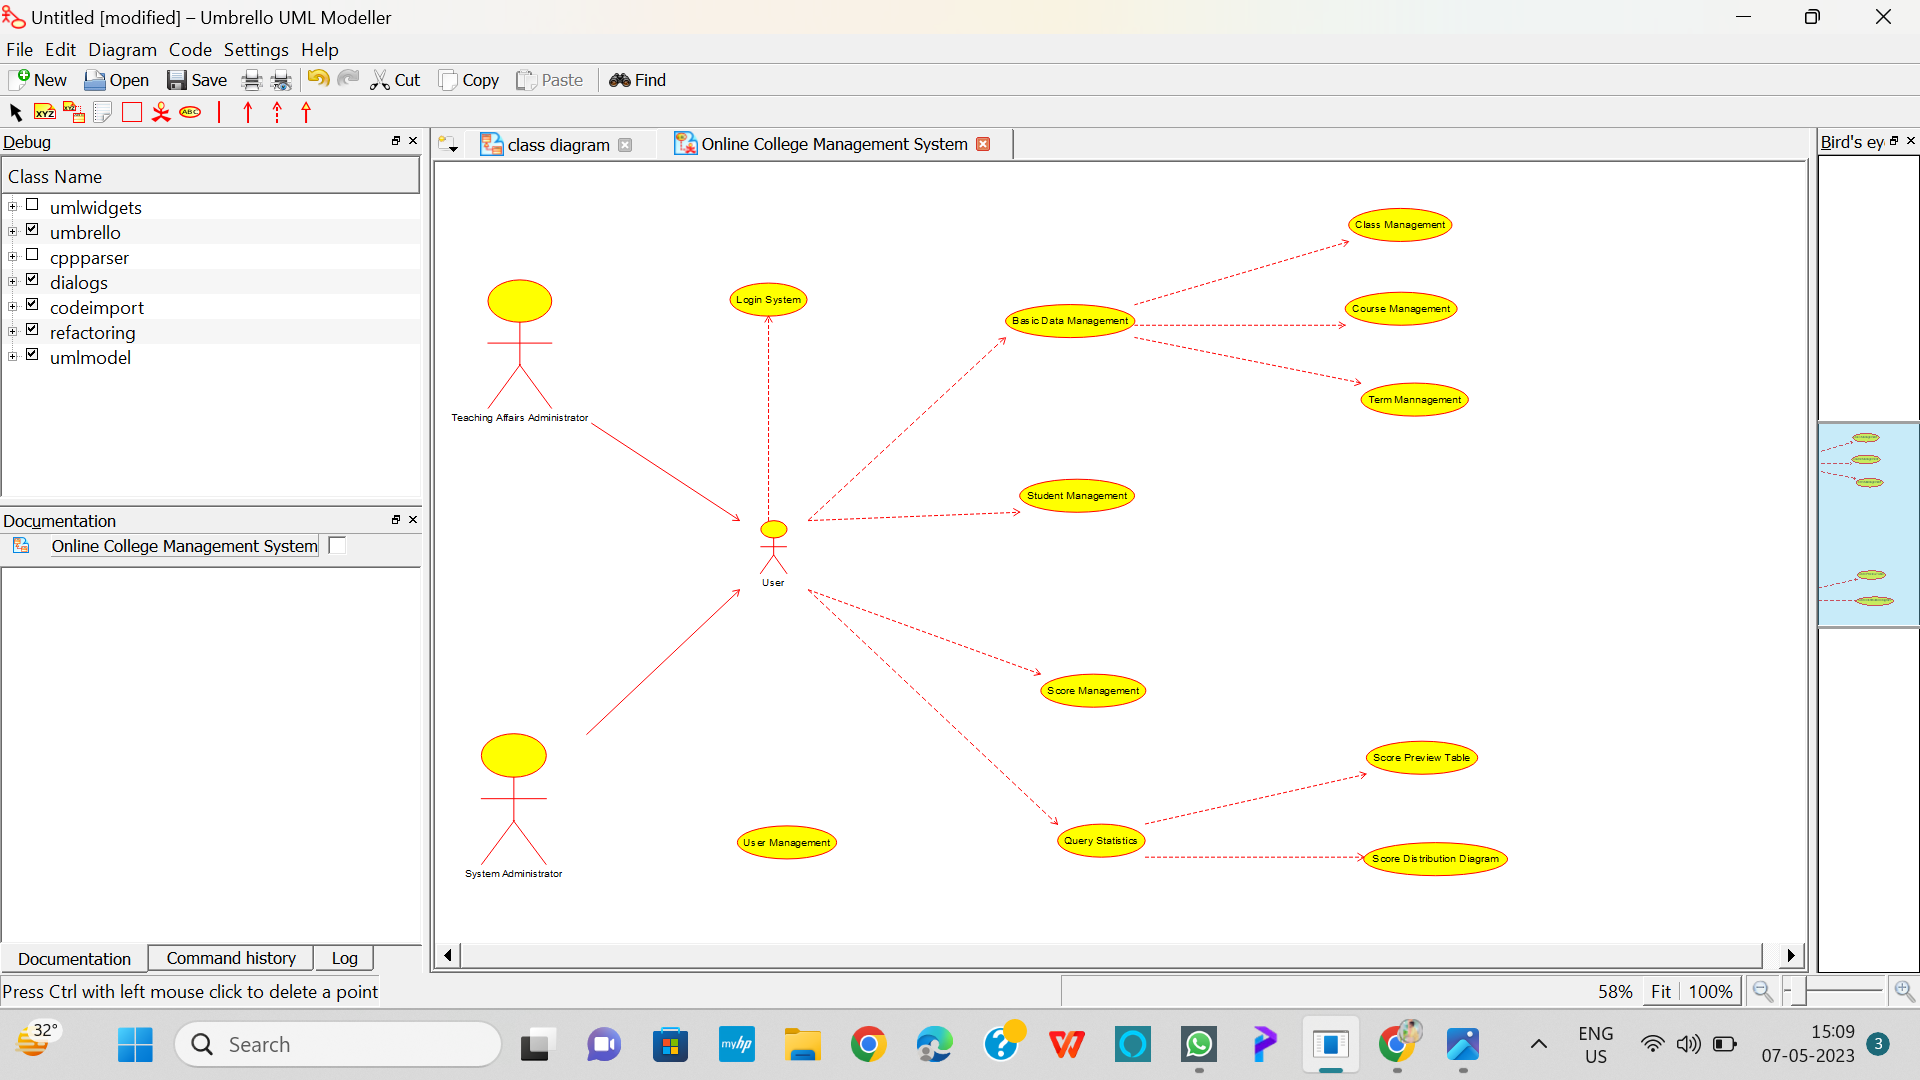 Untitled [modified] – Umbrello UML Modeller
File Edit Diagram Code Settings Help
New Open Save Cut Copy Paste Find
XYZ XYZ ABC
Debug
Class Name
umlwidgets
umbrello
cppparser
dialogs
codeimport
refactoring
umlmodel
Documentation
Online College Management System
Documentation Command history Log
Press Ctrl with left mouse click to delete a point
class diagram
Online College Management System
Bird's ey
Class Management
Login System
Basic Data Management
Course Management
Term Mannagement
Teaching Affairs Administrator
Student Management
User
Score Management
Score Preview Table
Query Statistics
User Management
Score Distribution Diagram
System Administrator
58% Fit 100%
32°
Search
myhp
ENG
US
15:09
07-05-2023
3